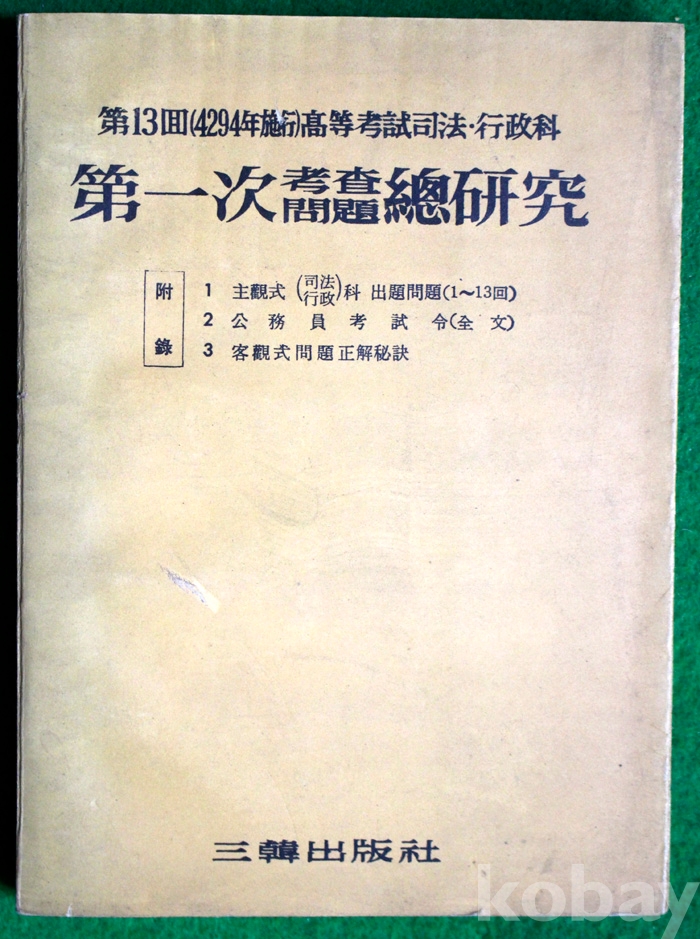 第13回(4294年施行)高等考試司法·行政科
第一次考査問題總硏究
附錄
1 主觀式(司法行政)科 出題問題(1~13回)
2 公務員考試令(全文)
3 客觀式問題正解秘訣
三韓出版社
kobay